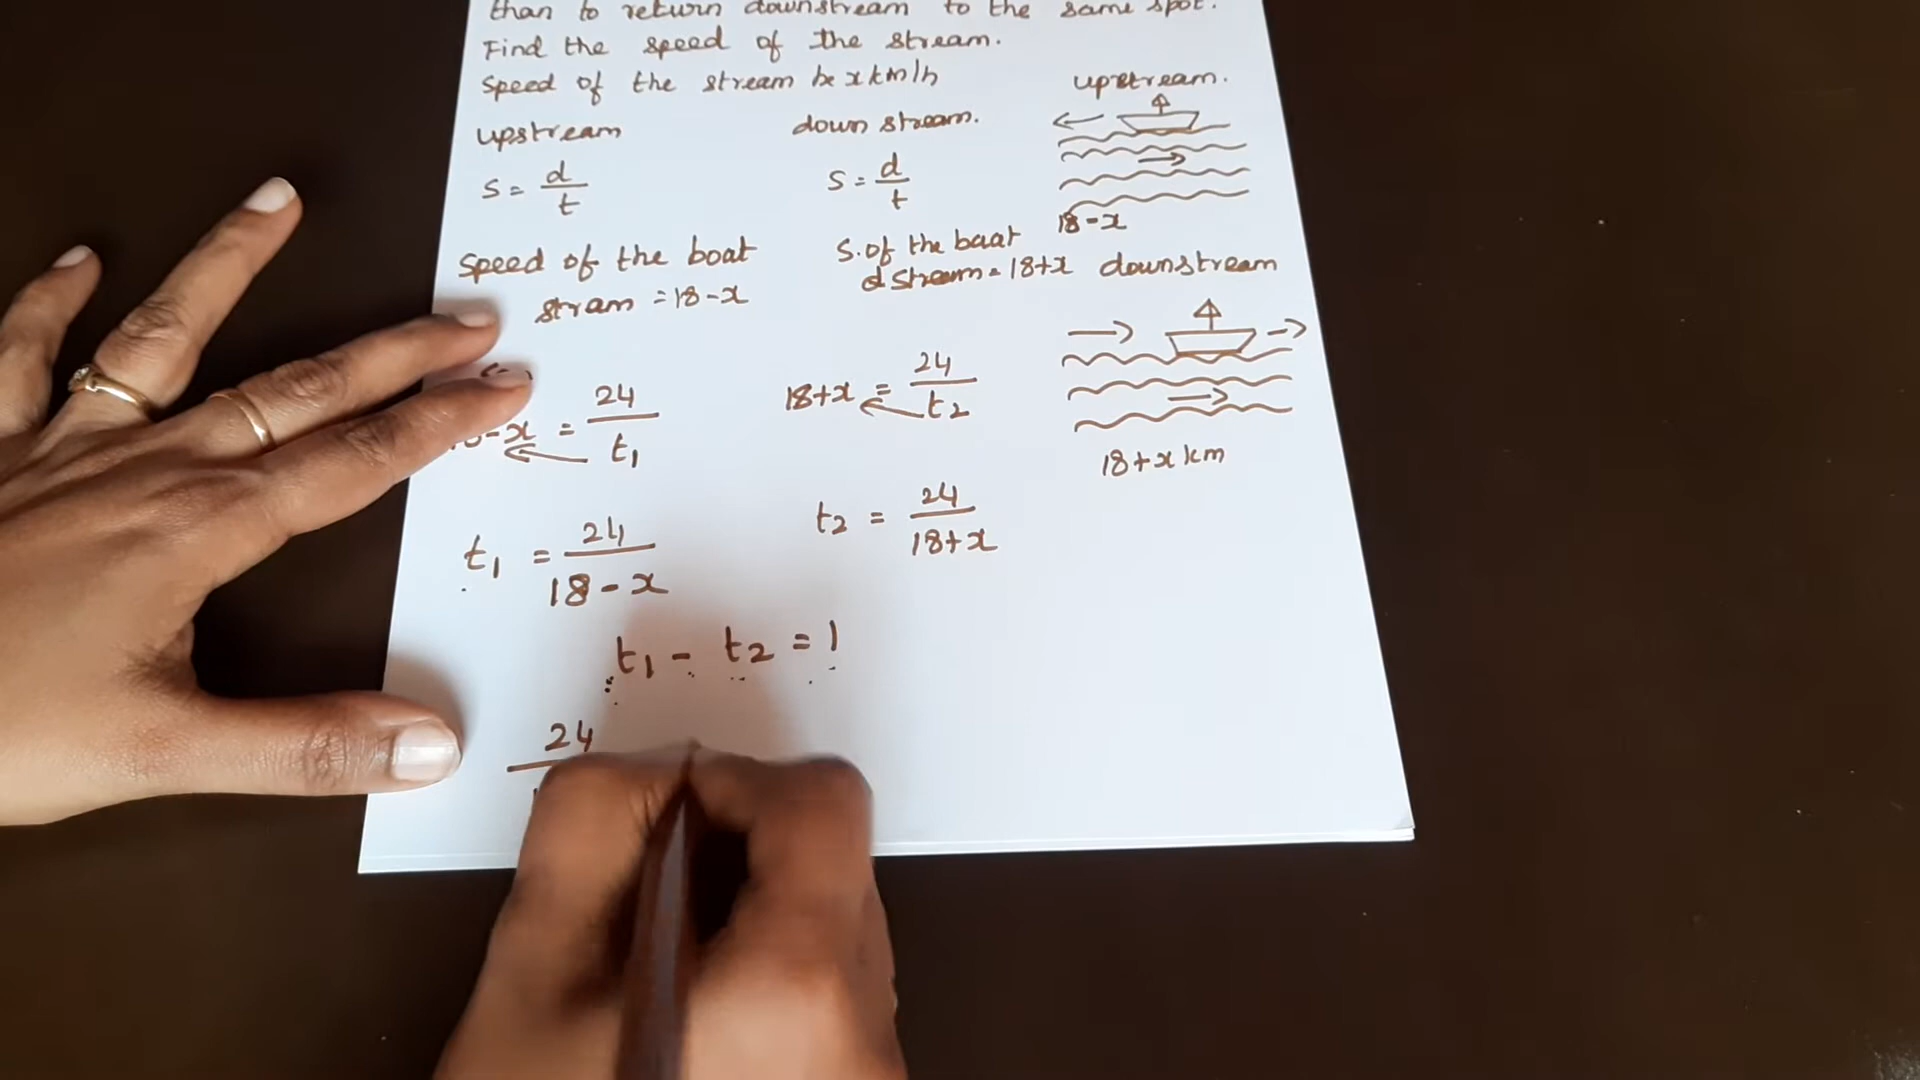 than to return downstream to the same spot.
Find the speed of the stream.
Speed of the stream be x km/h
upstream
s = d/t
Speed of the boat
stram = 18-x
-x = 24/t1
t1 = 24/18-x
down stream.
s = d/t
S. of the boat
d stream = 18+x
18+x = 24/t2
t2 = 24/18+x
upstream.
18-x
downstream
18+x km
t1 - t2 = 1
24